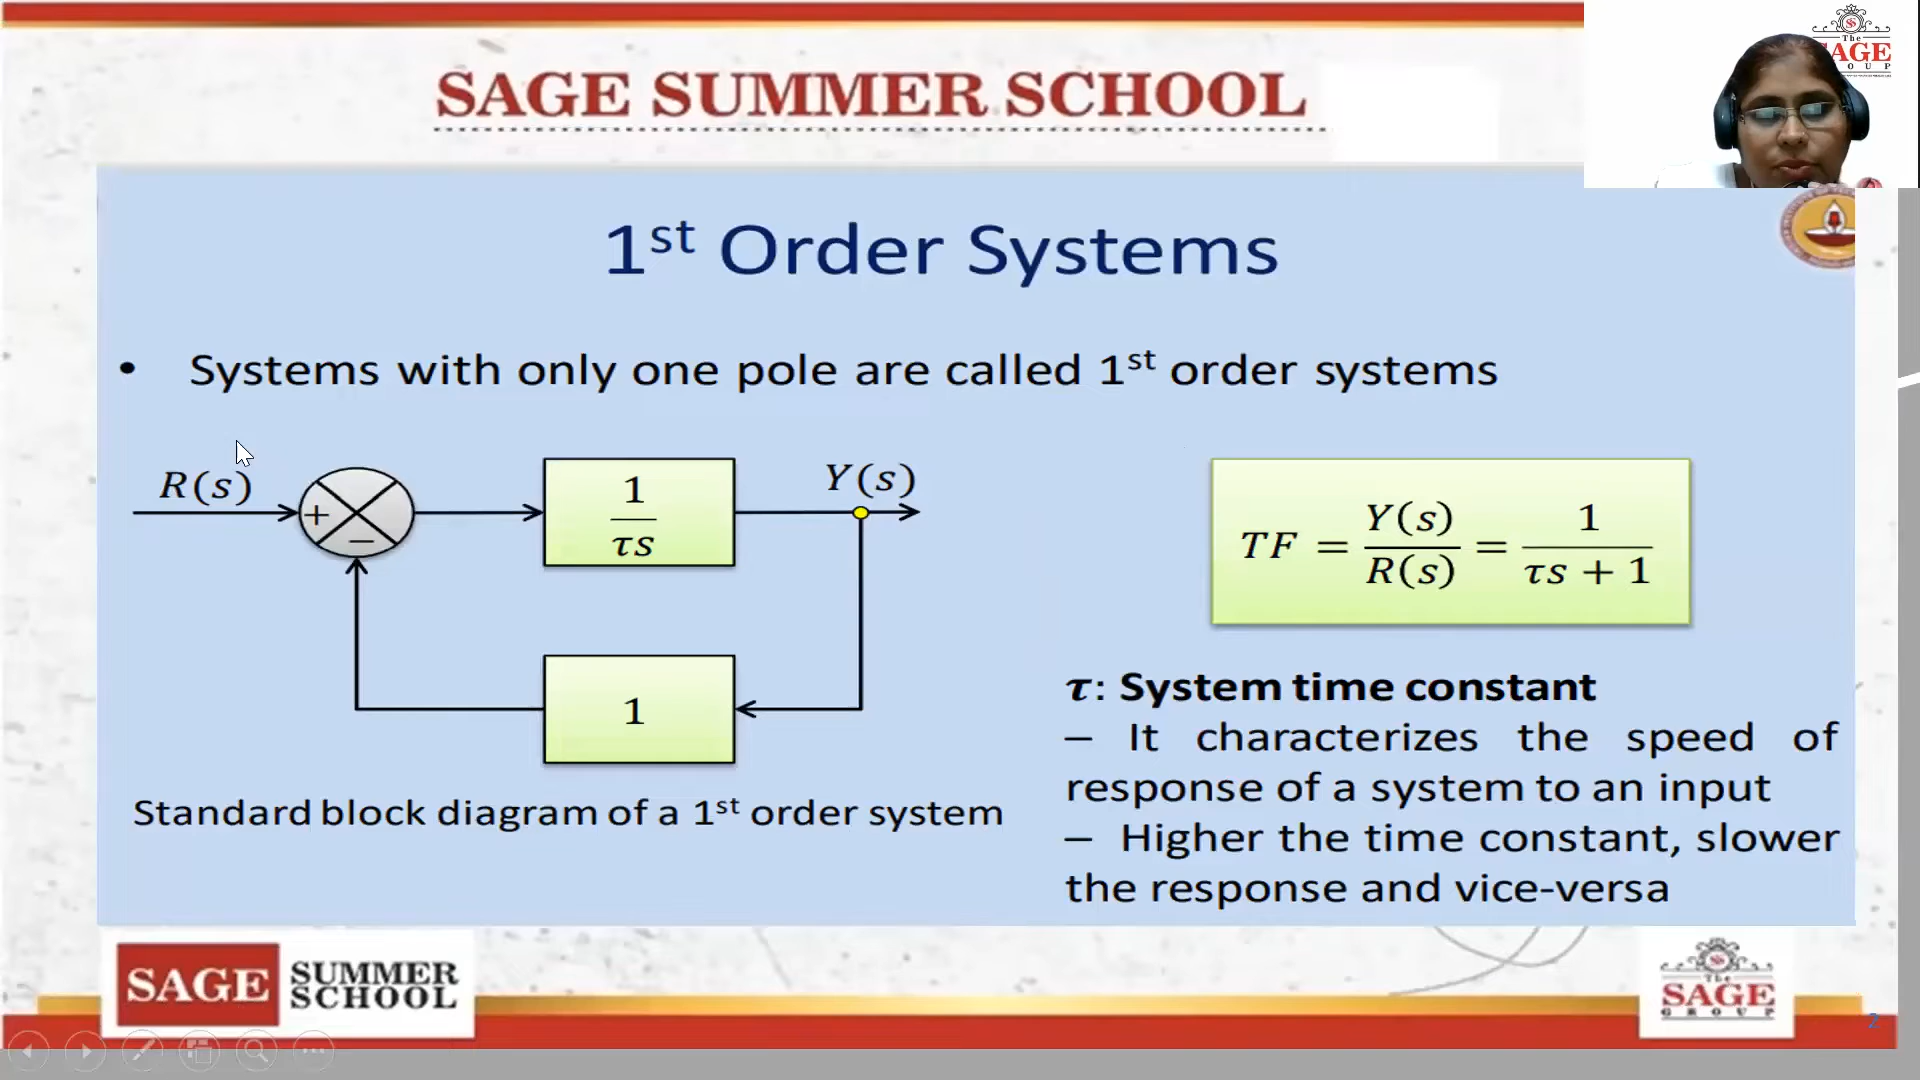 SAGE SUMMER SCHOOL
The
SAGE
GROUP
1st Order Systems
• Systems with only one pole are called 1st order systems
R(s)
+
−
1
τs
Y(s)
1
Standard block diagram of a 1st order system
TF = Y(s)/R(s) = 1/(τs + 1)
τ: System time constant
– It characterizes the speed of
response of a system to an input
– Higher the time constant, slower
the response and vice-versa
SAGE
SUMMER
SCHOOL
SAGE
GROUP
2